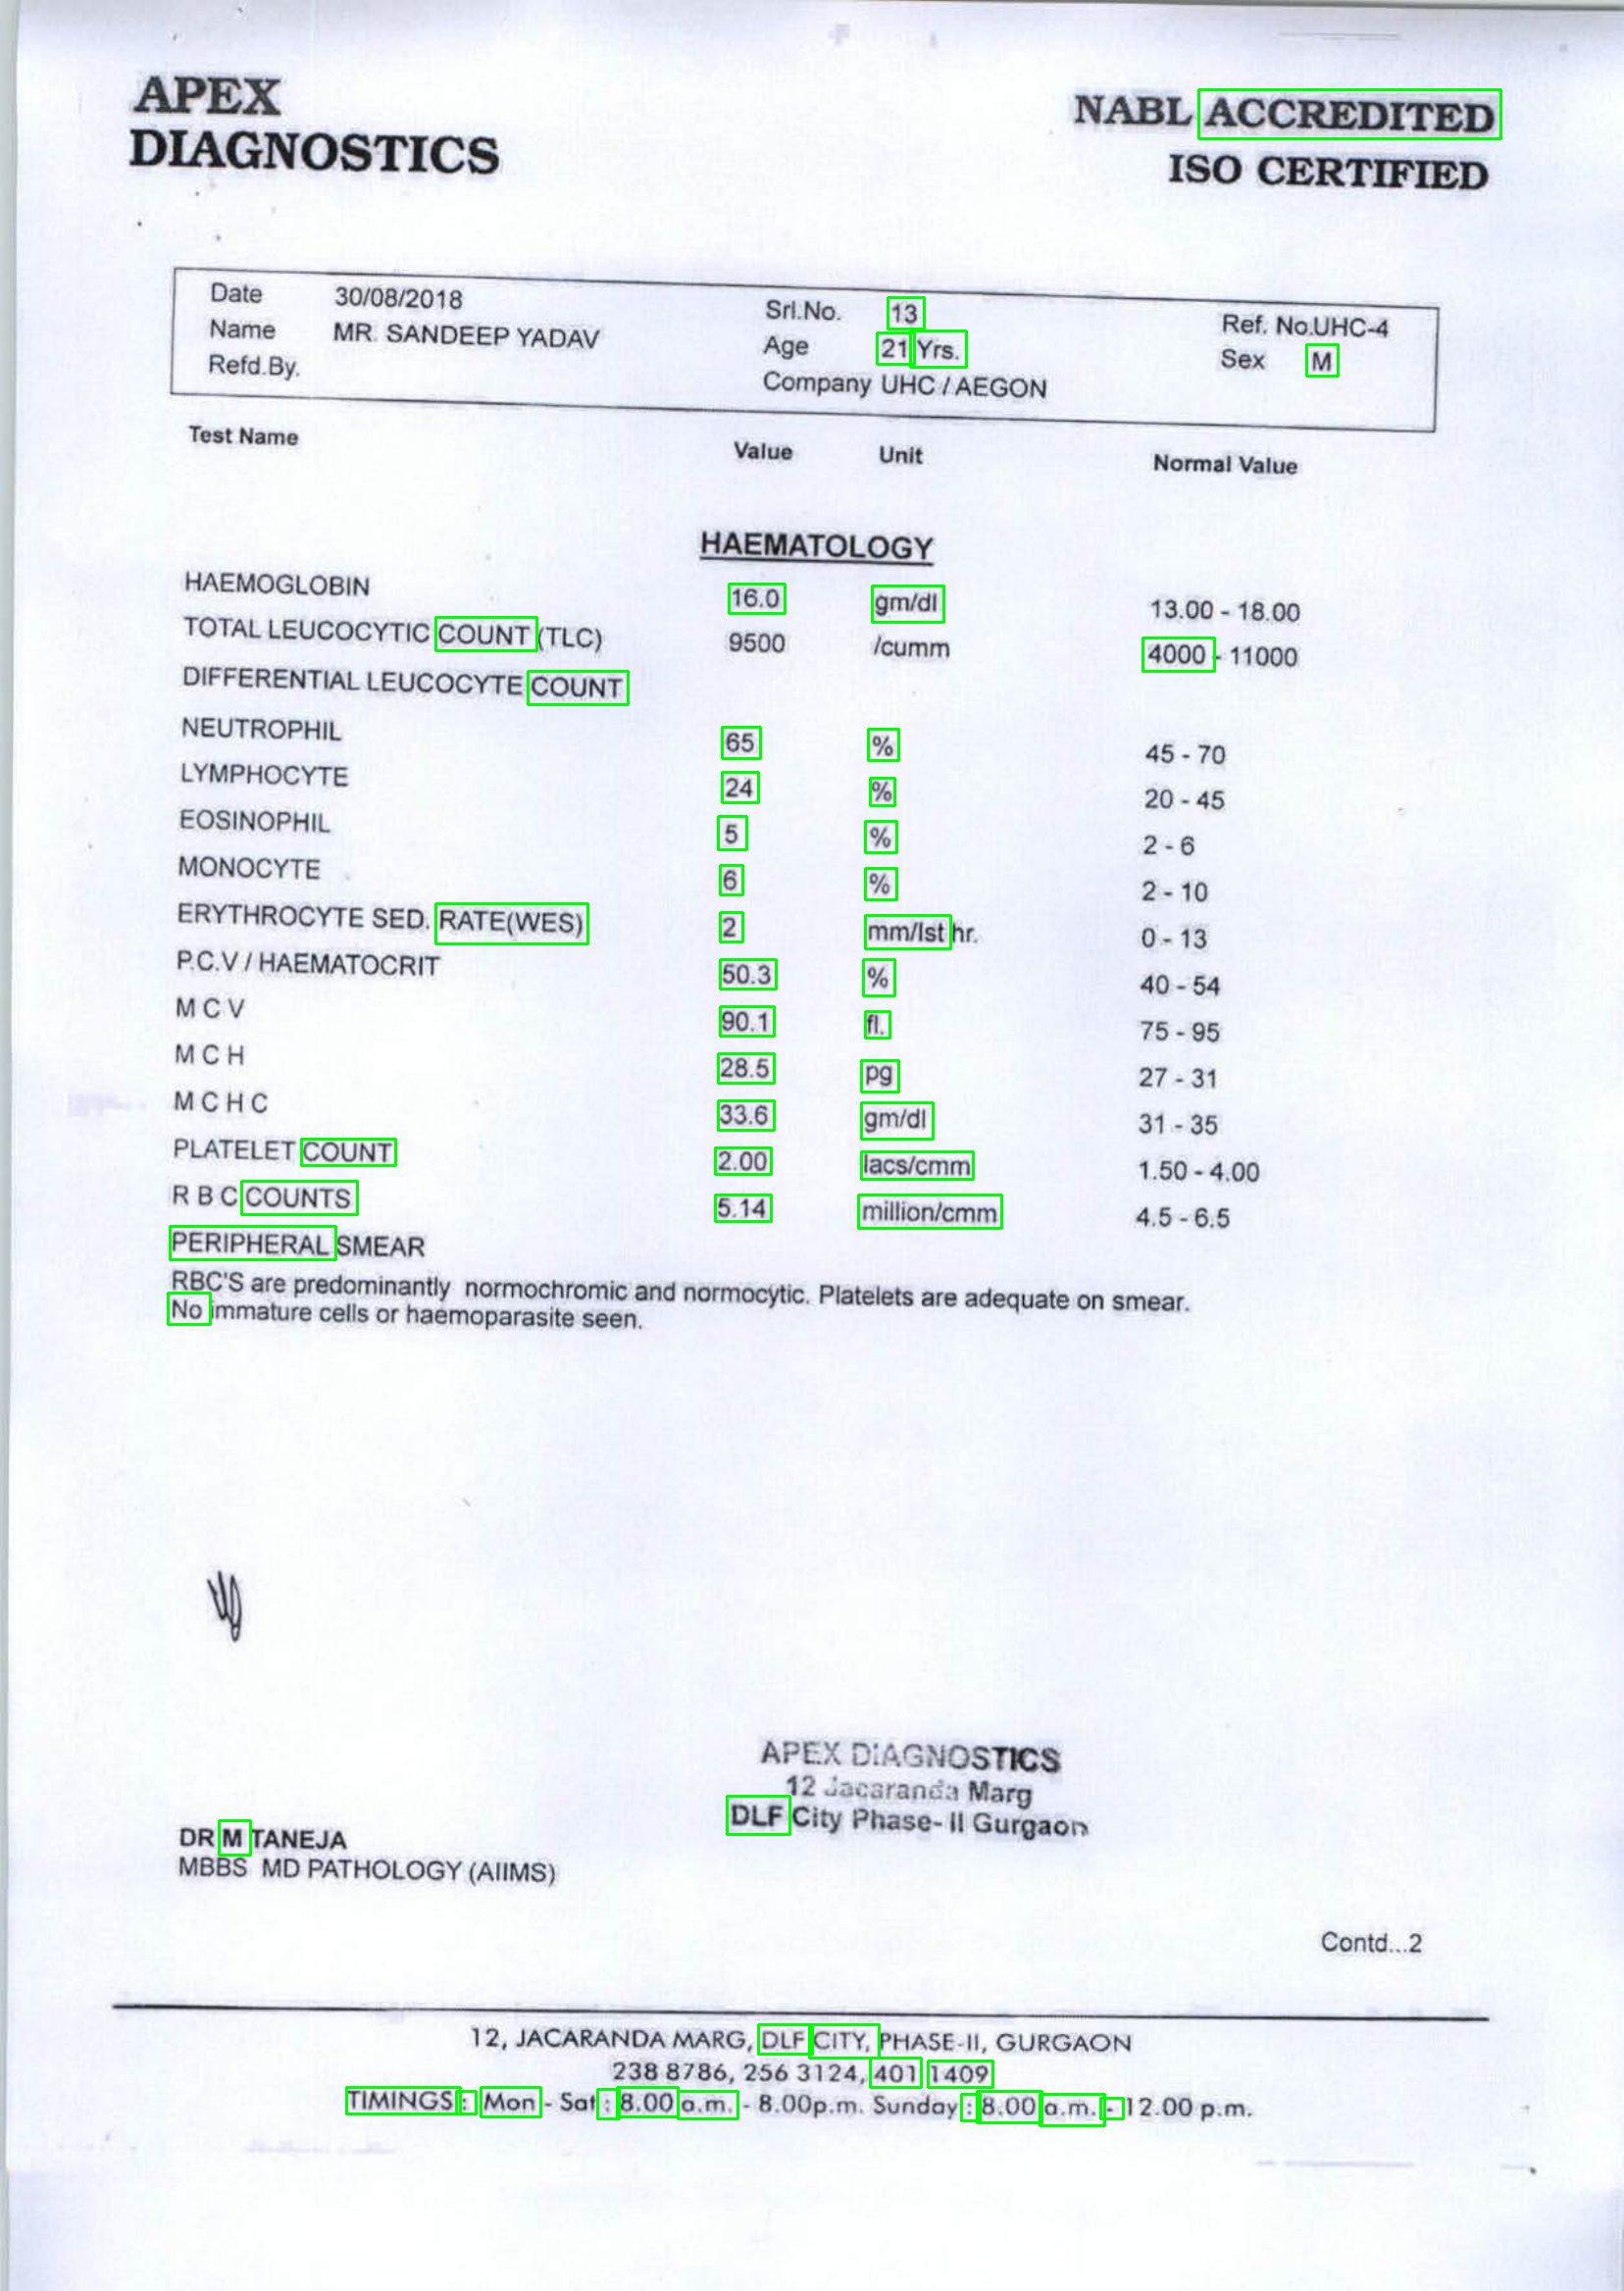 APEX
DIAGNOSTICS
NABL ACCREDITED
ISO CERTIFIED
Date 30/08/2018 Srl.No. 13 Ref. No.UHC-4
Name MR. SANDEEP YADAV Age 21 Yrs. Sex M
Refd.By. Company UHC / AEGON
Test Name Value Unit Normal Value
HAEMATOLOGY
HAEMOGLOBIN 16.0 gm/dl 13.00 - 18.00
TOTAL LEUCOCYTIC COUNT (TLC) 9500 /cumm 4000 - 11000
DIFFERENTIAL LEUCOCYTE COUNT
NEUTROPHIL 65 % 45 - 70
LYMPHOCYTE 24 % 20 - 45
EOSINOPHIL 5 % 2 - 6
MONOCYTE 6 % 2 - 10
ERYTHROCYTE SED. RATE(WES) 2 mm/Ist hr. 0 - 13
P.C.V / HAEMATOCRIT 50.3 % 40 - 54
M C V 90.1 fl. 75 - 95
M C H 28.5 pg 27 - 31
M C H C 33.6 gm/dl 31 - 35
PLATELET COUNT 2.00 lacs/cmm 1.50 - 4.00
R B C COUNTS 5.14 million/cmm 4.5 - 6.5
PERIPHERAL SMEAR
RBC'S are predominantly normochromic and normocytic. Platelets are adequate on smear.
No immature cells or haemoparasite seen.
APEX DIAGNOSTICS
12 Jacaranda Marg
DLF City Phase- II Gurgaon
DR M TANEJA
MBBS MD PATHOLOGY (AIIMS)
Contd...2
12, JACARANDA MARG, DLF CITY, PHASE-II, GURGAON
238 8786, 256 3124, 401 1409
TIMINGS : Mon - Sat : 8.00 a.m. - 8.00p.m. Sunday : 8.00 a.m. - 12.00 p.m.